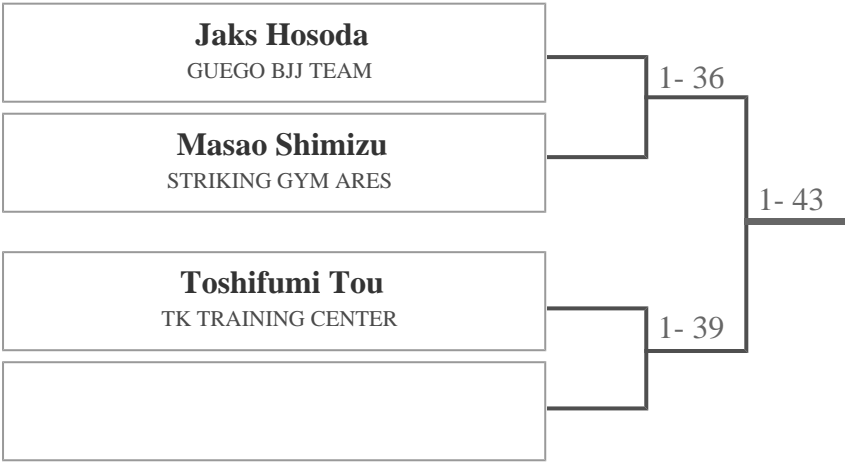 Jaks Hosoda
GUEGO BJJ TEAM
1- 36
Masao Shimizu
STRIKING GYM ARES
1- 43
Toshifumi Tou
TK TRAINING CENTER
1- 39